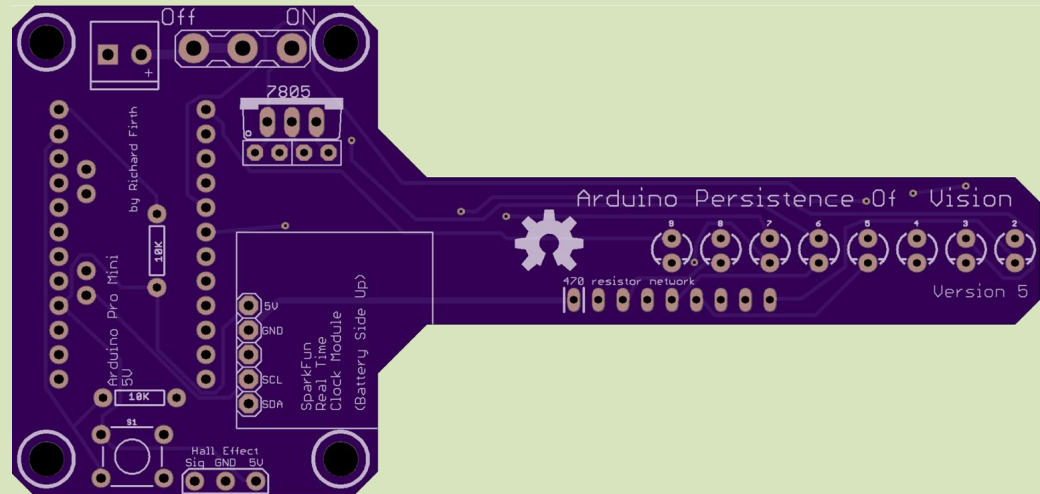 Off ON
+
7805
by Richard Firth
10K
Arduino Pro Mini
5V
10K
S1
Hall Effect
Sig GND 5V
5V
GND
SCL
SDA
SparkFun
Real Time
Clock Module
(Battery Side Up)
Arduino Persistence Of Vision
9 8 7 6 5 4 3 2
470 resistor network
Version 5